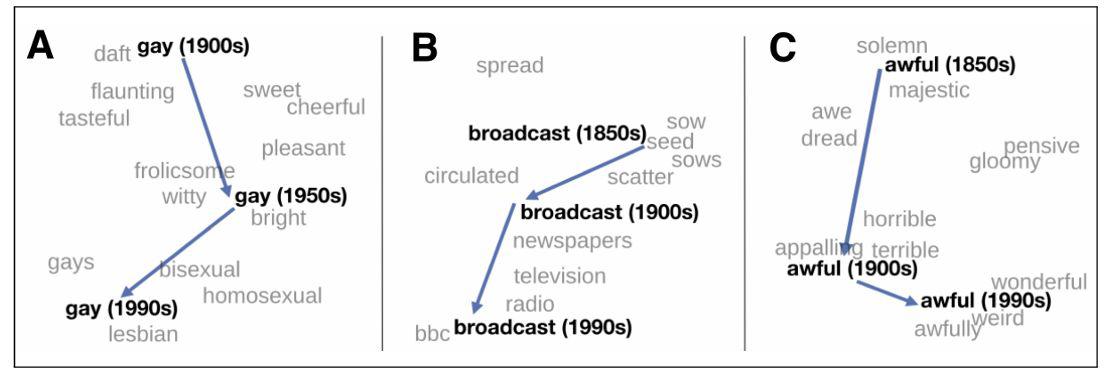 A
daft gay (1900s)
flaunting
sweet
cheerful
tasteful
pleasant
frolicsome
witty
gay (1950s)
bright
gays
bisexual
homosexual
gay (1990s)
lesbian
B
spread
broadcast (1850s)
sow
seed
sows
circulated
scatter
broadcast (1900s)
newspapers
television
radio
bbc broadcast (1990s)
C
solemn
awful (1850s)
majestic
awe
dread
pensive
gloomy
horrible
appalling terrible
awful (1900s)
wonderful
awful (1990s)
weird
awfully